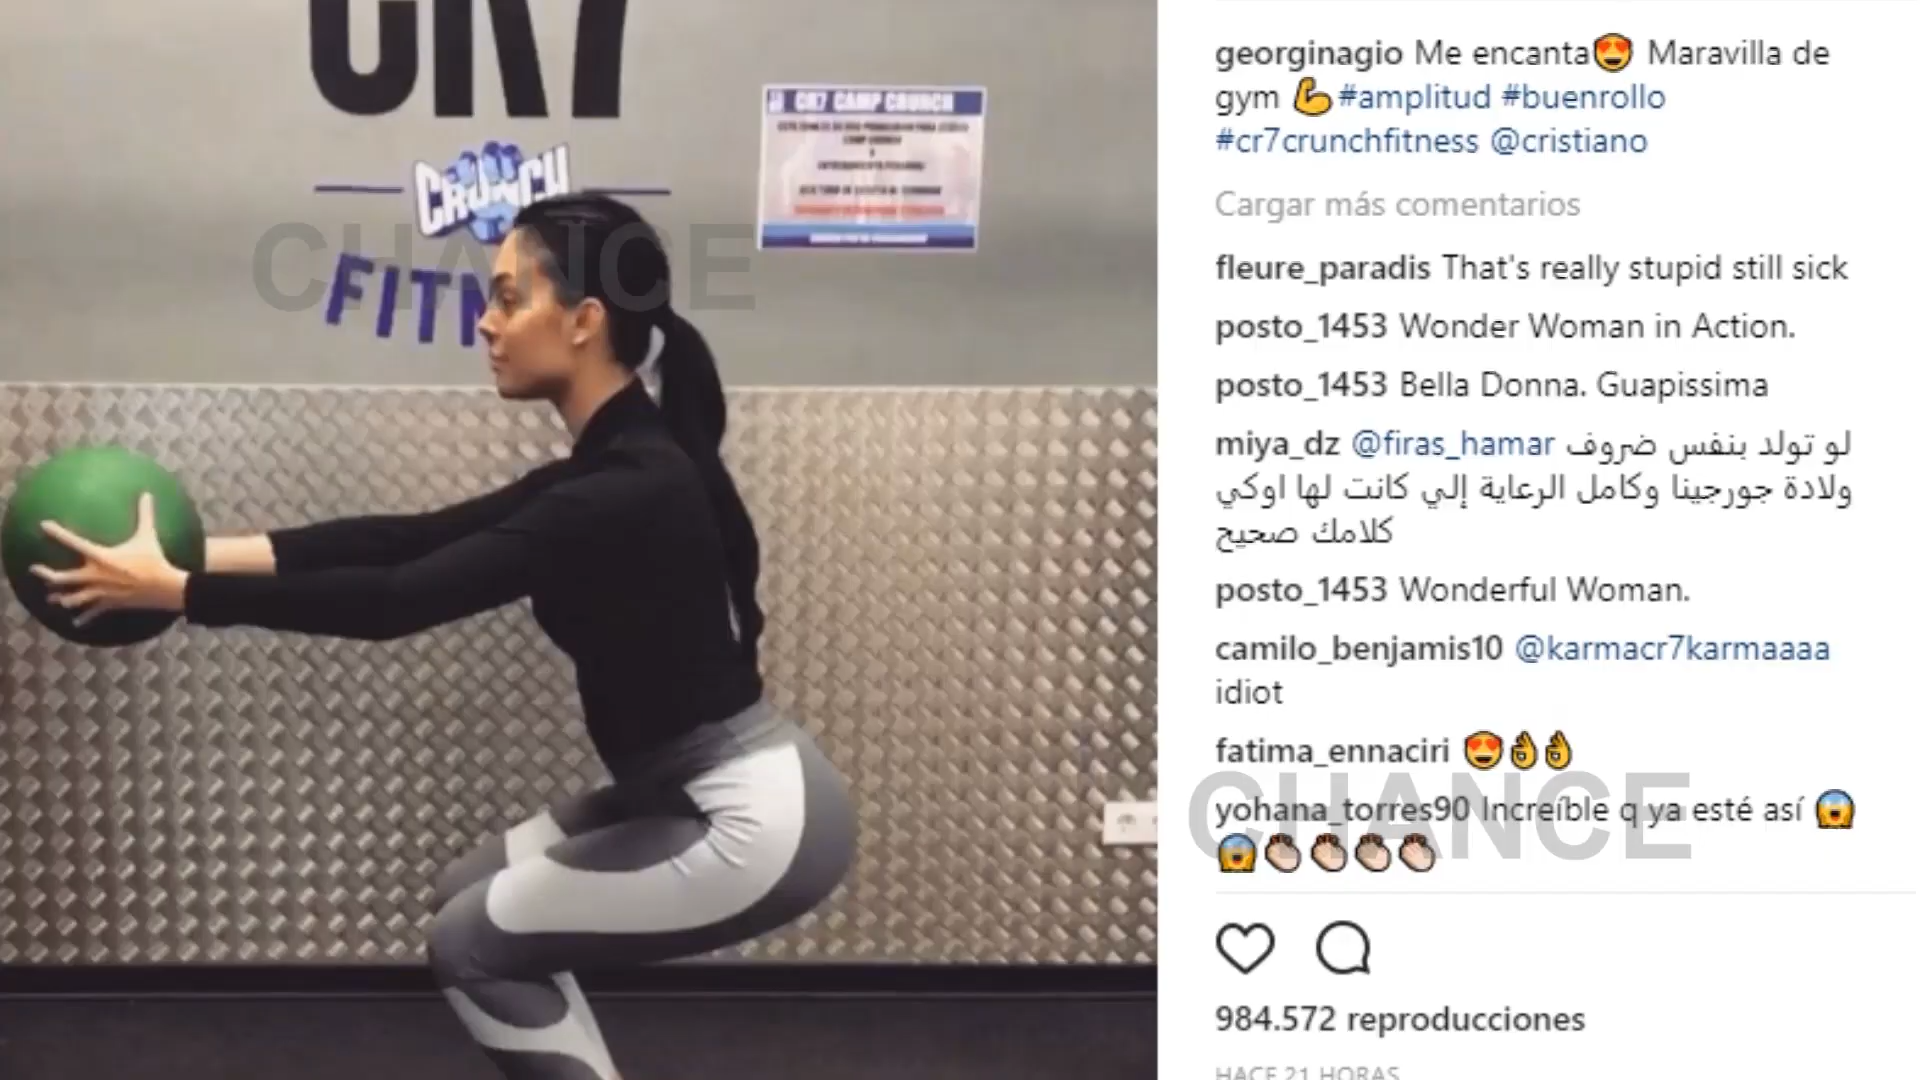 CR7
CRUNCH
FITN
CR7 CAMP CRUNCH
CHANCE
georginagio Me encanta😍 Maravilla de
gym 💪#amplitud #buenrollo
#cr7crunchfitness @cristiano
Cargar más comentarios
fleure_paradis That's really stupid still sick
posto_1453 Wonder Woman in Action.
posto_1453 Bella Donna. Guapissima
miya_dz @firas_hamar لو تولد بنفس ضروف
ولادة جورجينا وكامل الرعاية إلي كانت لها اوكي
كلامك صحيح
posto_1453 Wonderful Woman.
camilo_benjamis10 @karmacr7karmaaaa
idiot
fatima_ennaciri 😍👌👌
CHANCE
yohana_torres90 Increíble q ya esté así 😱
😱👏👏👏👏
984.572 reproducciones
HACE 21 HORAS